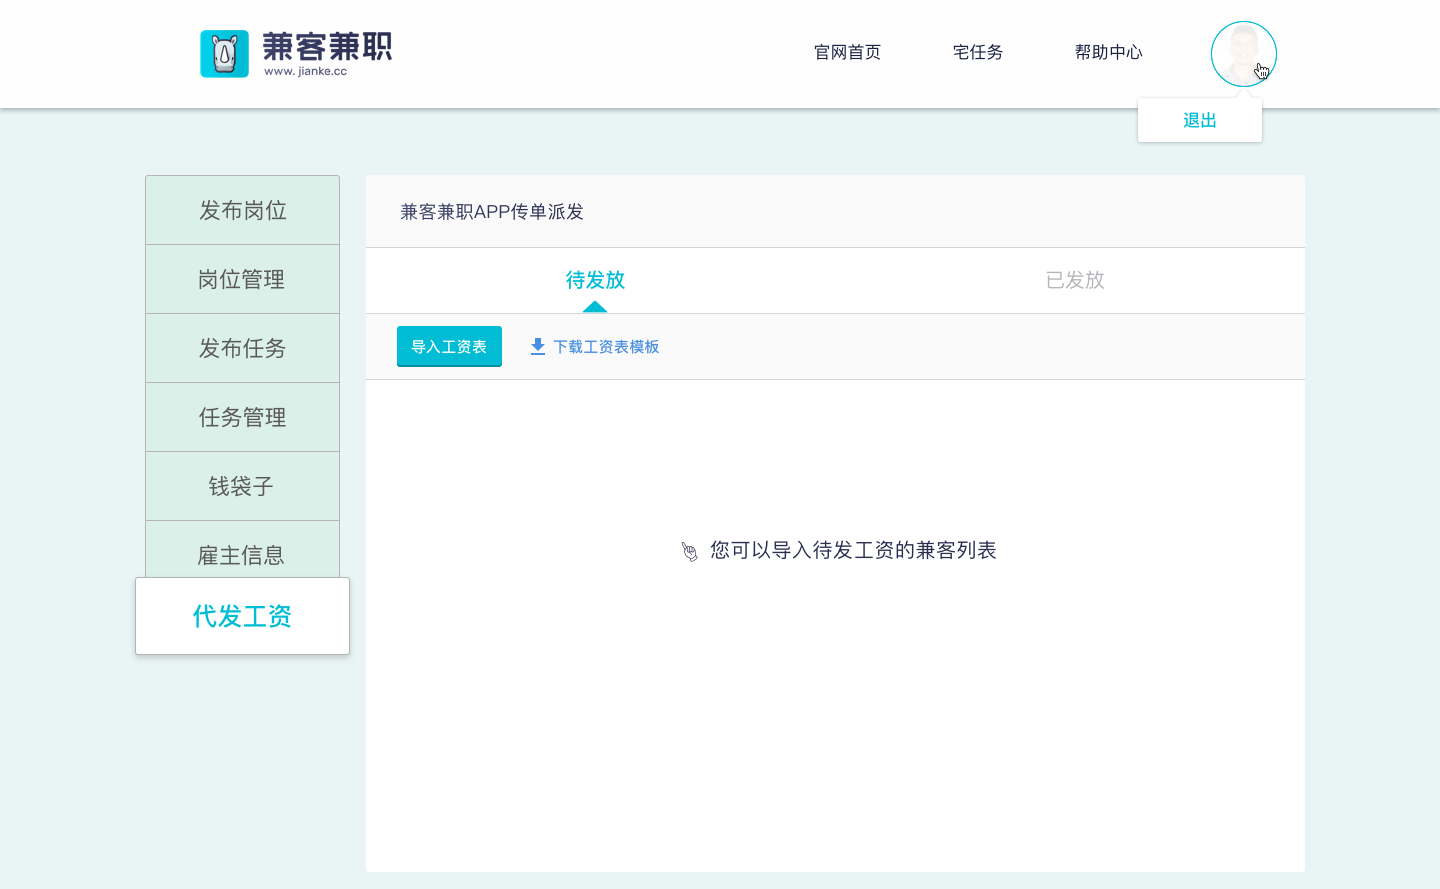 兼客兼职
www.jianke.cc
官网首页
宅任务
帮助中心
退出
发布岗位
岗位管理
发布任务
任务管理
钱袋子
雇主信息
代发工资
兼客兼职APP传单派发
待发放
已发放
导入工资表
下载工资表模板
您可以导入待发工资的兼客列表